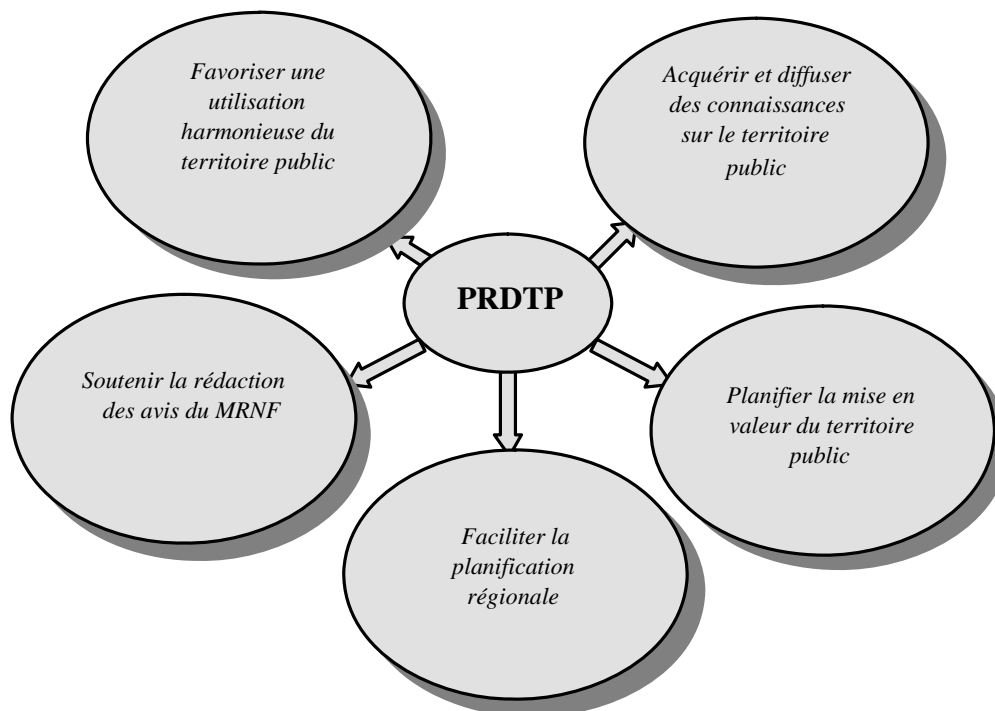 Favoriser une
utilisation
harmonieuse du
territoire public
Acquérir et diffuser
des connaissances
sur le territoire
public
PRDTP
Soutenir la rédaction
des avis du MRNF
Planifier la mise en
valeur du territoire
public
Faciliter la
planification
régionale